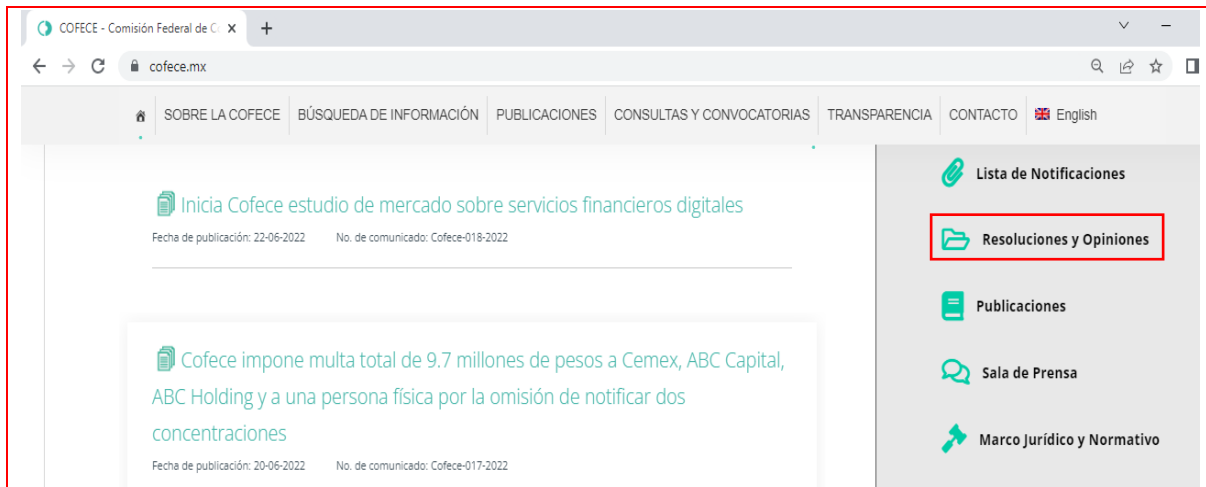 COFECE - Comisión Federal de C
cofece.mx
SOBRE LA COFECE BÚSQUEDA DE INFORMACIÓN PUBLICACIONES CONSULTAS Y CONVOCATORIAS TRANSPARENCIA CONTACTO English
Inicia Cofece estudio de mercado sobre servicios financieros digitales
Fecha de publicación: 22-06-2022 No. de comunicado: Cofece-018-2022
Cofece impone multa total de 9.7 millones de pesos a Cemex, ABC Capital,
ABC Holding y a una persona física por la omisión de notificar dos
concentraciones
Fecha de publicación: 20-06-2022 No. de comunicado: Cofece-017-2022
Lista de Notificaciones
Resoluciones y Opiniones
Publicaciones
Sala de Prensa
Marco Jurídico y Normativo